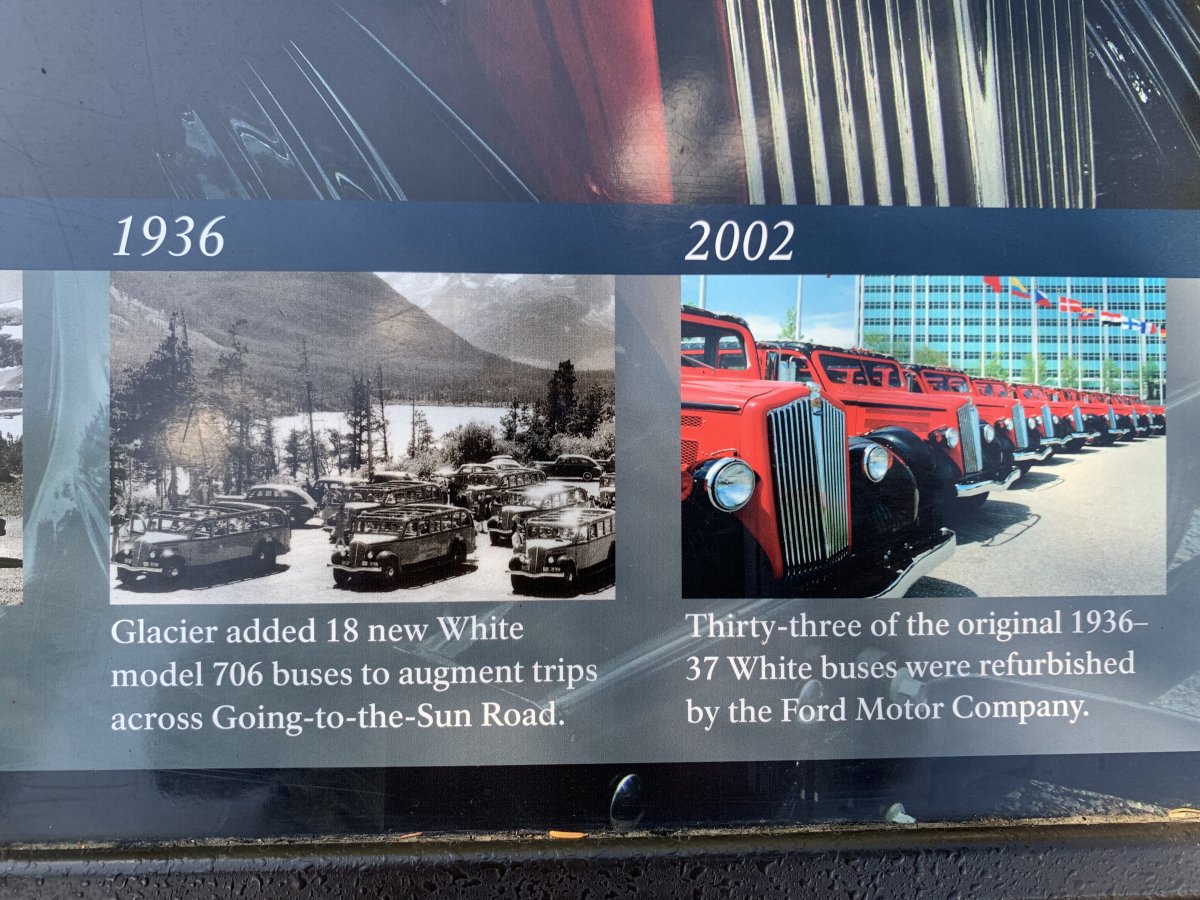 1936
Glacier added 18 new White
model 706 buses to augment trips
across Going-to-the-Sun Road.
2002
Thirty-three of the original 1936–
37 White buses were refurbished
by the Ford Motor Company.